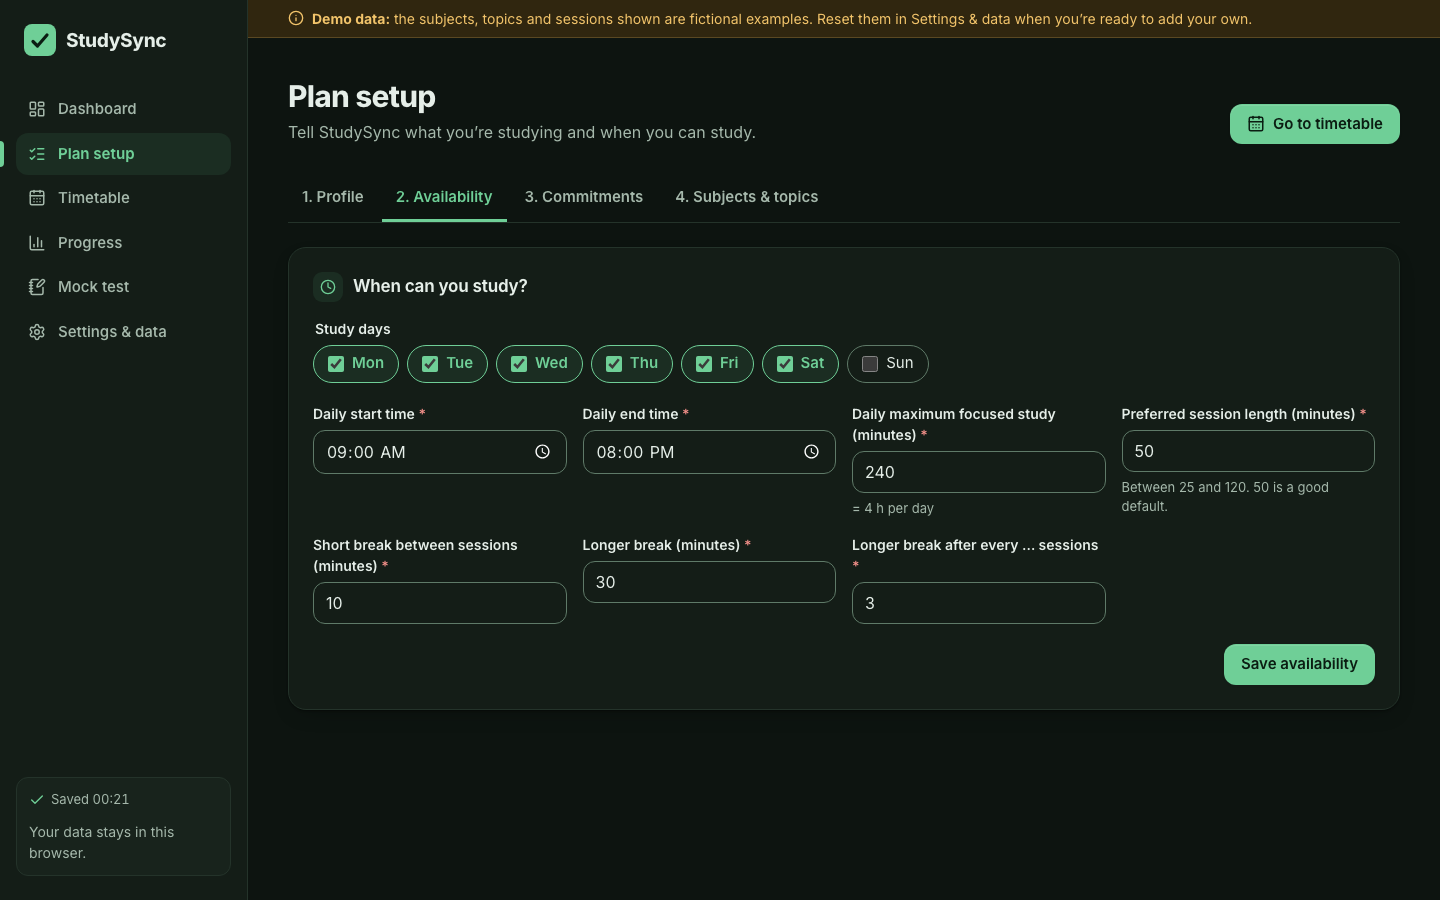 StudySync
Dashboard
Plan setup
Timetable
Progress
Mock test
Settings & data
Saved 00:21
Your data stays in this
browser.
Demo data: the subjects, topics and sessions shown are fictional examples. Reset them in Settings & data when you’re ready to add your own.
Plan setup
Tell StudySync what you’re studying and when you can study.
Go to timetable
1. Profile
2. Availability
3. Commitments
4. Subjects & topics
When can you study?
Study days
Mon
Tue
Wed
Thu
Fri
Sat
Sun
Daily start time *
09:00 AM
Daily end time *
08:00 PM
Daily maximum focused study
(minutes) *
240
= 4 h per day
Preferred session length (minutes) *
50
Between 25 and 120. 50 is a good
default.
Short break between sessions
(minutes) *
10
Longer break (minutes) *
30
Longer break after every … sessions
*
3
Save availability